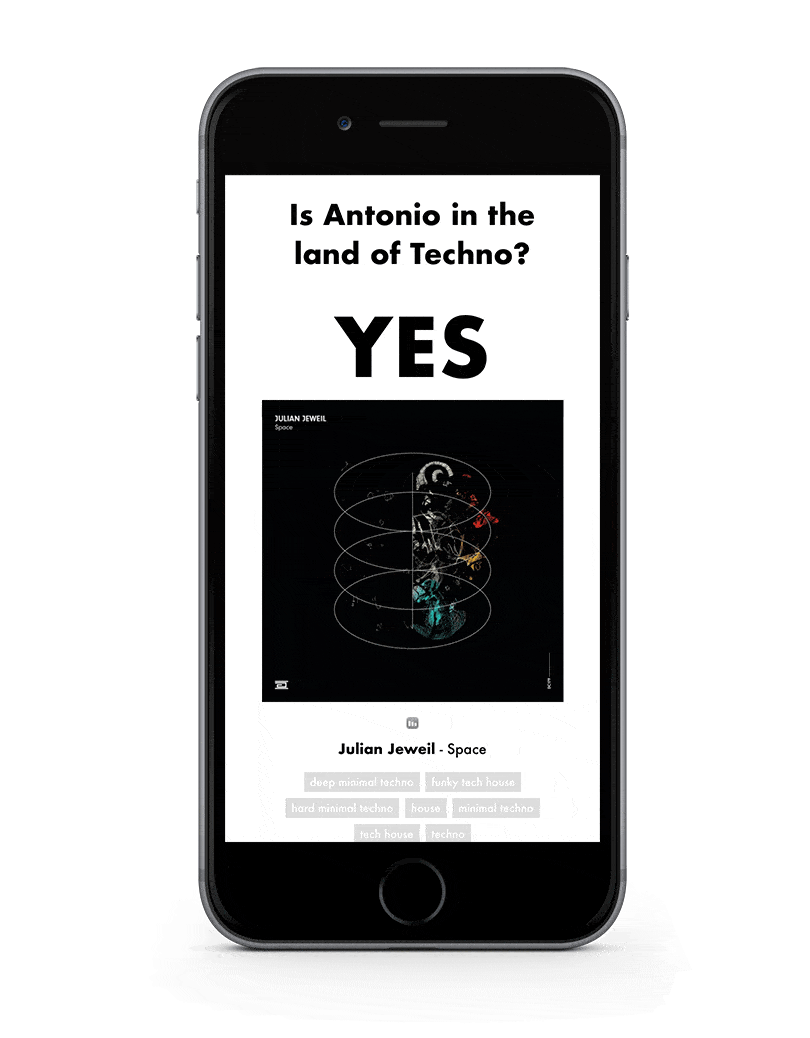 Is Antonio in the
land of Techno?
YES
JULIAN JEWEIL
Space
Julian Jeweil - Space
deep minimal techno funky tech house
hard minimal techno house minimal techno
tech house techno